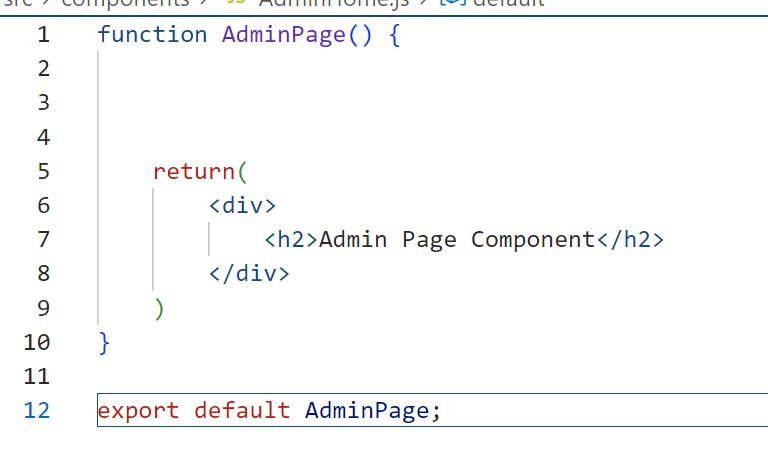 src > components > JS AdminHome.js > default
1 function AdminPage() {
2
3
4
5 return(
6 <div>
7 <h2>Admin Page Component</h2>
8 </div>
9 )
10 }
11
12 export default AdminPage;